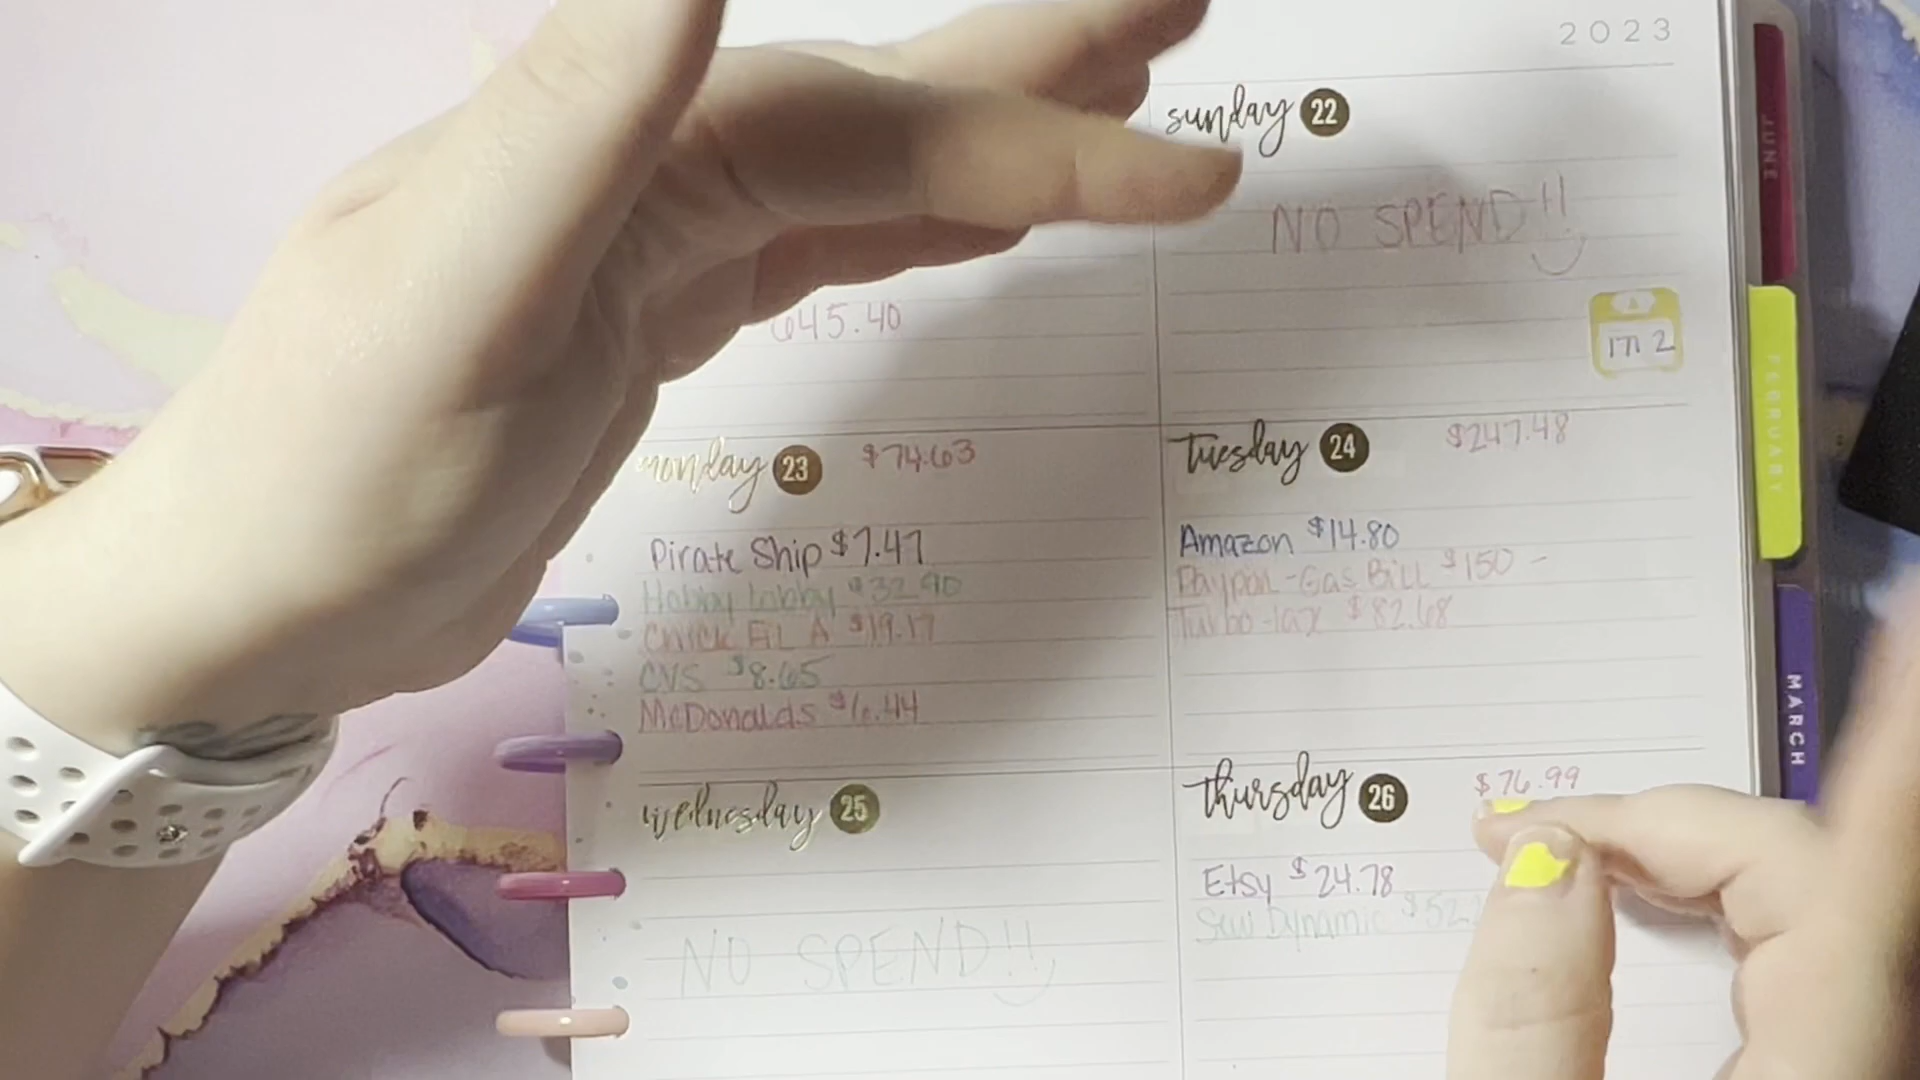 2023
sunday 22
NO SPEND!!
645.40
1712
monday 23 $74.63
Pirate Ship $7.47
Hobby Lobby $32.90
Chick Fil A $19.17
CVS $8.65
McDonalds $6.44
tuesday 24 $247.48
Amazon $14.80
Paypal - Gas Bill $150 -
Turbo Tax $82.68
wednesday 25
NO SPEND!!
thursday 26 $76.99
Etsy $24.78
Sew Dynamic
JUNE
FEBRUARY
MARCH